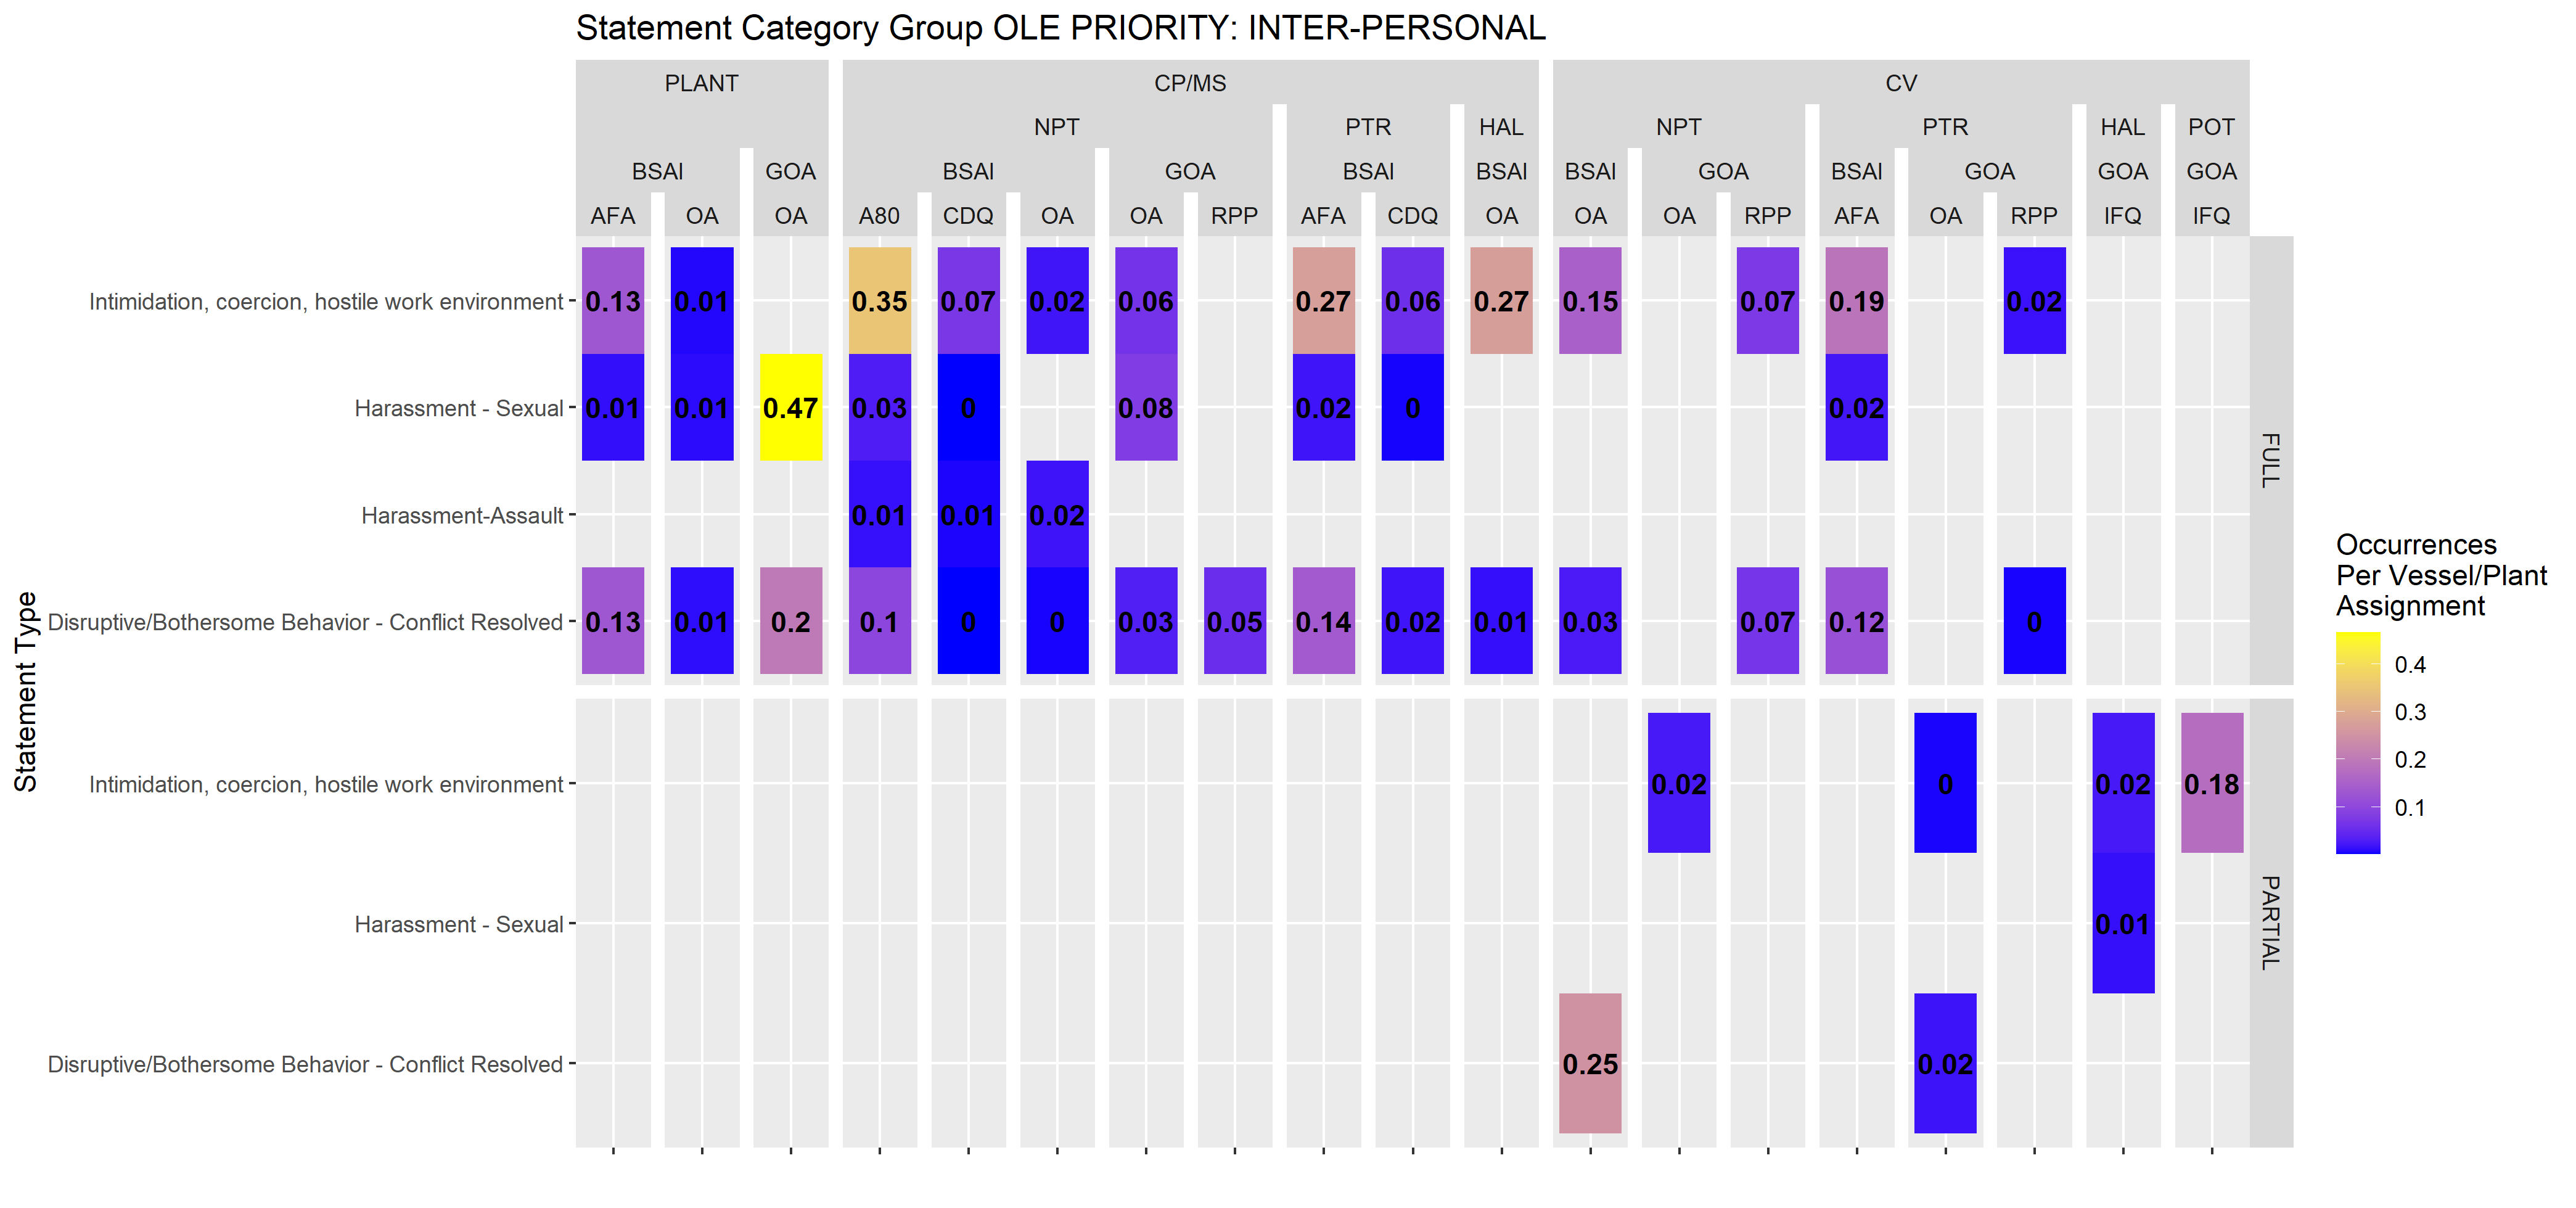 Statement Category Group OLE PRIORITY: INTER-PERSONAL
PLANT CP/MS CV
NPT PTR HAL NPT PTR HAL POT
BSAI GOA BSAI GOA BSAI BSAI BSAI GOA BSAI GOA GOA GOA
AFA OA OA A80 CDQ OA OA RPP AFA CDQ OA OA OA RPP AFA OA RPP IFQ IFQ
Intimidation, coercion, hostile work environment 0.13 0.01 0.35 0.07 0.02 0.06 0.27 0.06 0.27 0.15 0.07 0.19 0.02
Harassment - Sexual 0.01 0.01 0.47 0.03 0 0.08 0.02 0 0.02
Harassment-Assault 0.01 0.01 0.02
Disruptive/Bothersome Behavior - Conflict Resolved 0.13 0.01 0.2 0.1 0 0 0.03 0.05 0.14 0.02 0.01 0.03 0.07 0.12 0
FULL
Intimidation, coercion, hostile work environment 0.02 0 0.02 0.18
Harassment - Sexual 0.01
Disruptive/Bothersome Behavior - Conflict Resolved 0.25 0.02
PARTIAL
Statement Type
Occurrences
Per Vessel/Plant
Assignment
0.4
0.3
0.2
0.1